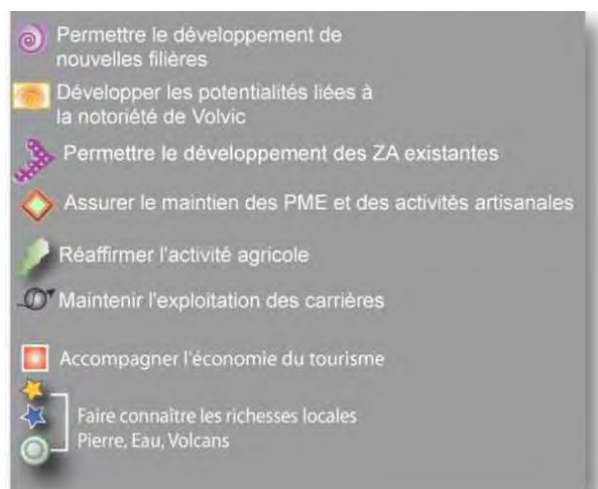 Permettre le développement de
nouvelles filières
Développer les potentialités liées à
la notoriété de Volvic
Permettre le développement des ZA existantes
Assurer le maintien des PME et des activités artisanales
Réaffirmer l'activité agricole
Maintenir l'exploitation des carrières
Accompagner l'économie du tourisme
Faire connaître les richesses locales
Pierre, Eau, Volcans